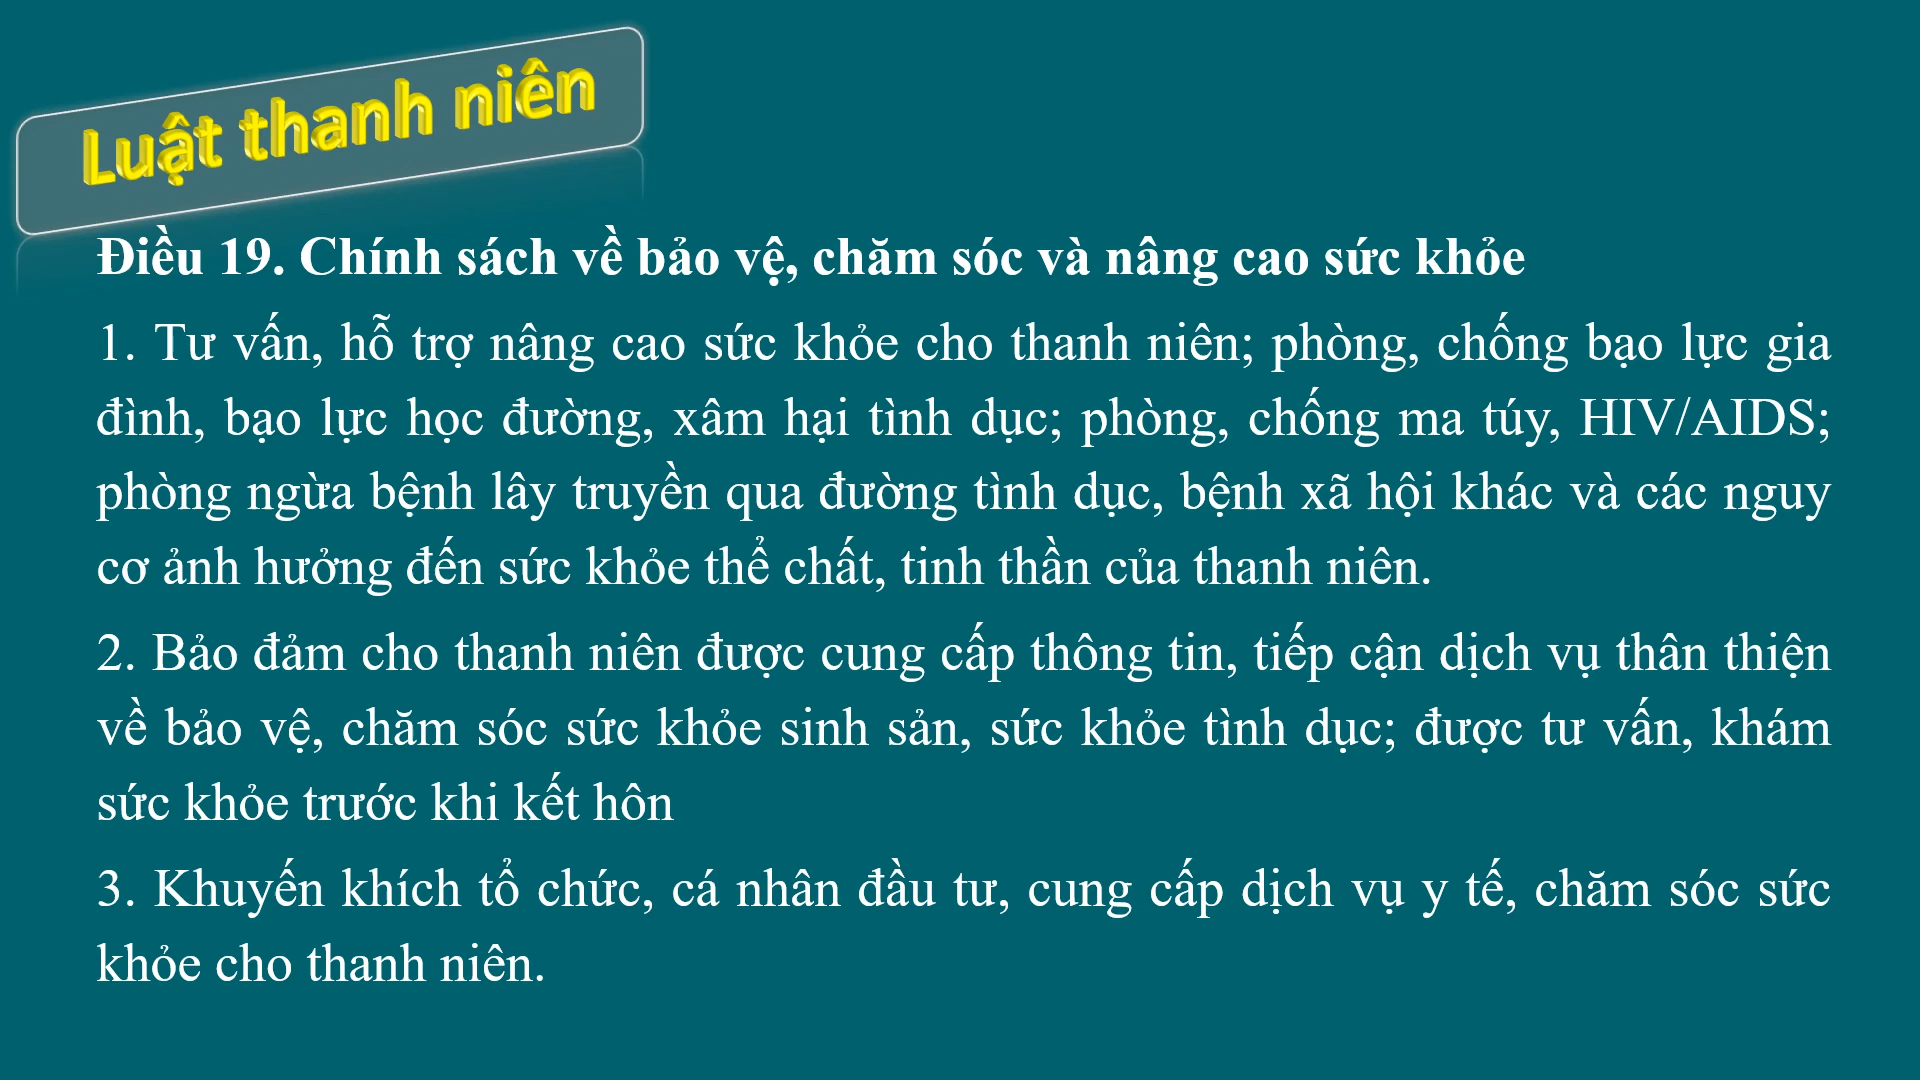 Luật thanh niên
Điều 19. Chính sách về bảo vệ, chăm sóc và nâng cao sức khỏe
1. Tư vấn, hỗ trợ nâng cao sức khỏe cho thanh niên; phòng, chống bạo lực gia
đình, bạo lực học đường, xâm hại tình dục; phòng, chống ma túy, HIV/AIDS;
phòng ngừa bệnh lây truyền qua đường tình dục, bệnh xã hội khác và các nguy
cơ ảnh hưởng đến sức khỏe thể chất, tinh thần của thanh niên.
2. Bảo đảm cho thanh niên được cung cấp thông tin, tiếp cận dịch vụ thân thiện
về bảo vệ, chăm sóc sức khỏe sinh sản, sức khỏe tình dục; được tư vấn, khám
sức khỏe trước khi kết hôn
3. Khuyến khích tổ chức, cá nhân đầu tư, cung cấp dịch vụ y tế, chăm sóc sức
khỏe cho thanh niên.